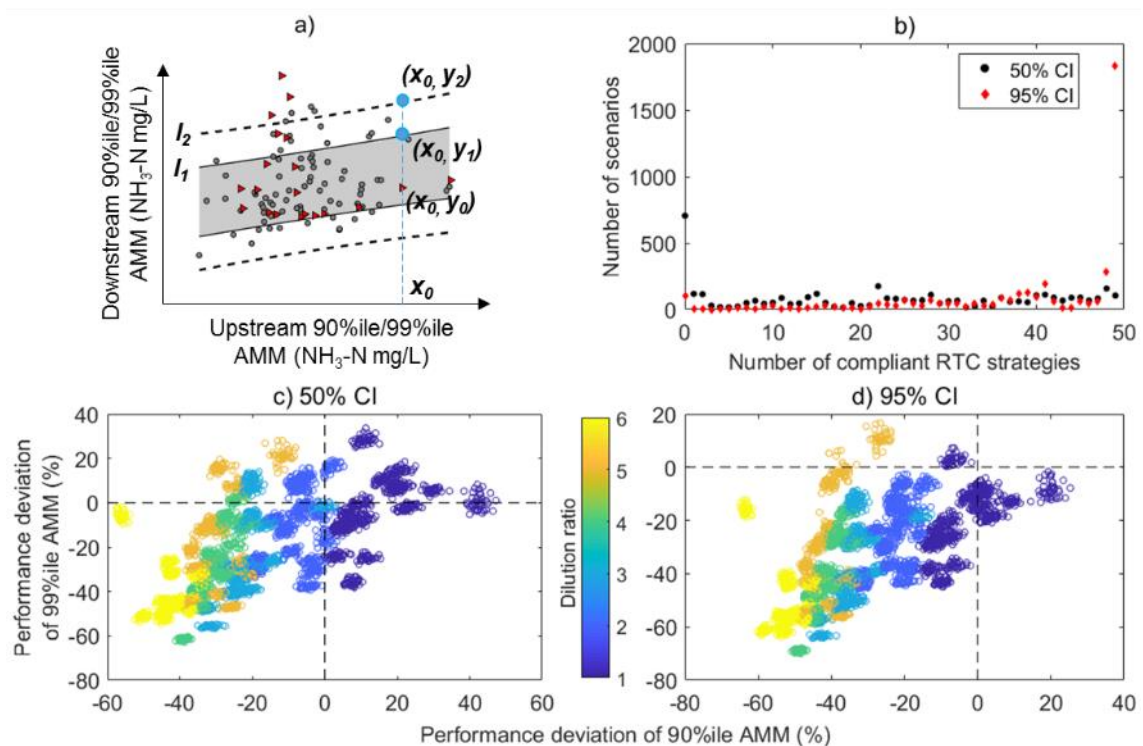 a)
Downstream 90%ile/99%ile
AMM (NH₃-N mg/L)
l₂
l₁
(x₀, y₂)
(x₀, y₁)
(x₀, y₀)
x₀
Upstream 90%ile/99%ile
AMM (NH₃-N mg/L)
b)
Number of scenarios
2000
1500
1000
500
0
50% CI
95% CI
0 10 20 30 40 50
Number of compliant RTC strategies
c) 50% CI
Performance deviation
of 99%ile AMM (%)
40
20
0
-20
-40
-60
-80
-80 -60 -40 -20 0 20 40 60
6
5
4
3
2
1
Dilution ratio
d) 95% CI
20
0
-20
-40
-60
-80
-80 -60 -40 -20 0 20 40
Performance deviation of 90%ile AMM (%)